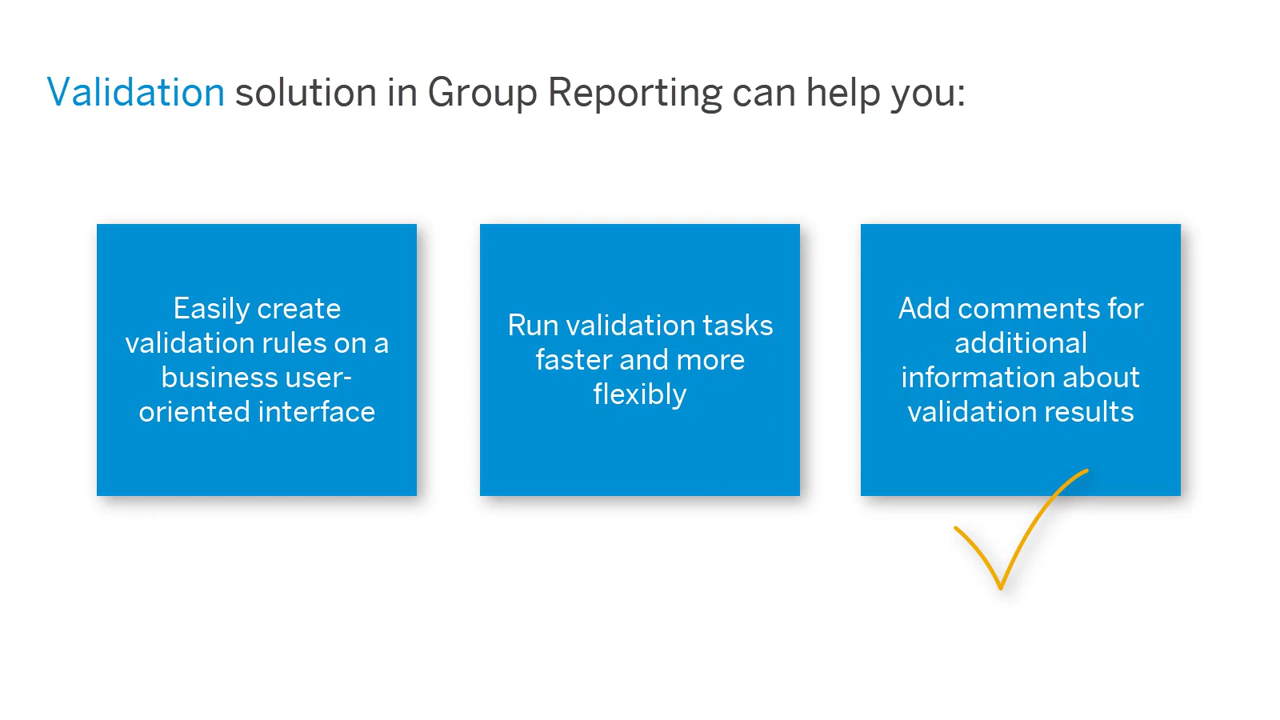 Validation solution in Group Reporting can help you:
Easily create
validation rules on a
business user-
oriented interface
Run validation tasks
faster and more
flexibly
Add comments for
additional
information about
validation results